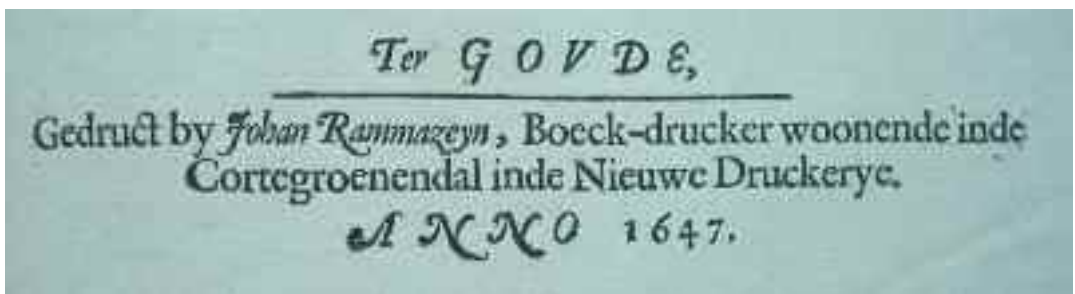 Ter GOVDE,
Gedruct by Johan Rammazeyn, Boeck-drucker woonende inde
Cortegroenendal inde Nieuwe Druckerye.
ANNO 1647.